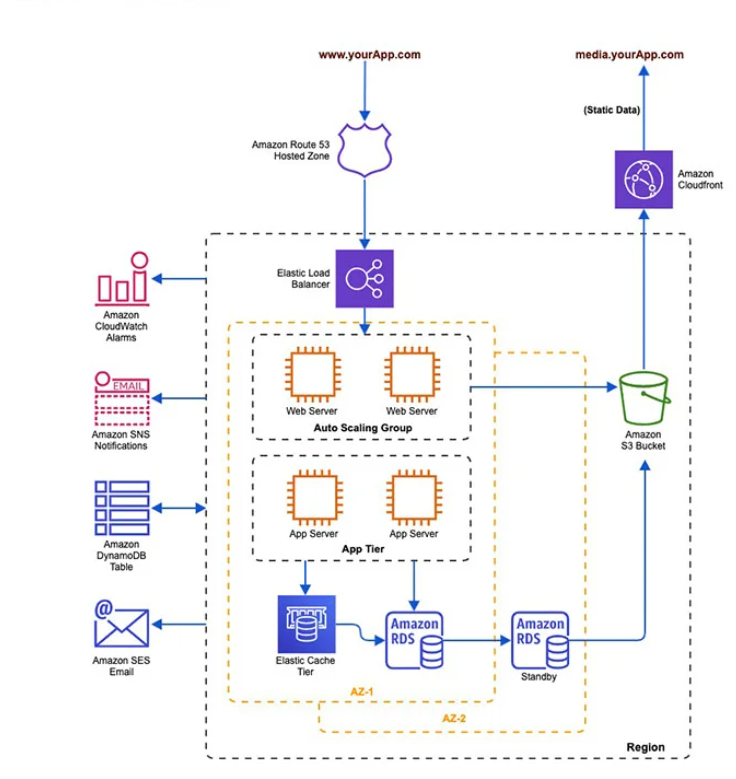 www.yourApp.com
media.yourApp.com
(Static Data)
Amazon Route 53
Hosted Zone
Amazon
Cloudfront
Elastic Load
Balancer
Amazon
CloudWatch
Alarms
Web Server
Web Server
Auto Scaling Group
EMAIL
Amazon SNS
Notifications
Amazon
S3 Bucket
App Server
App Server
App Tier
Amazon
DynamoDB
Table
@
Amazon
RDS
Amazon
RDS
Elastic Cache
Tier
Standby
Amazon SES
Email
AZ-1
AZ-2
Region